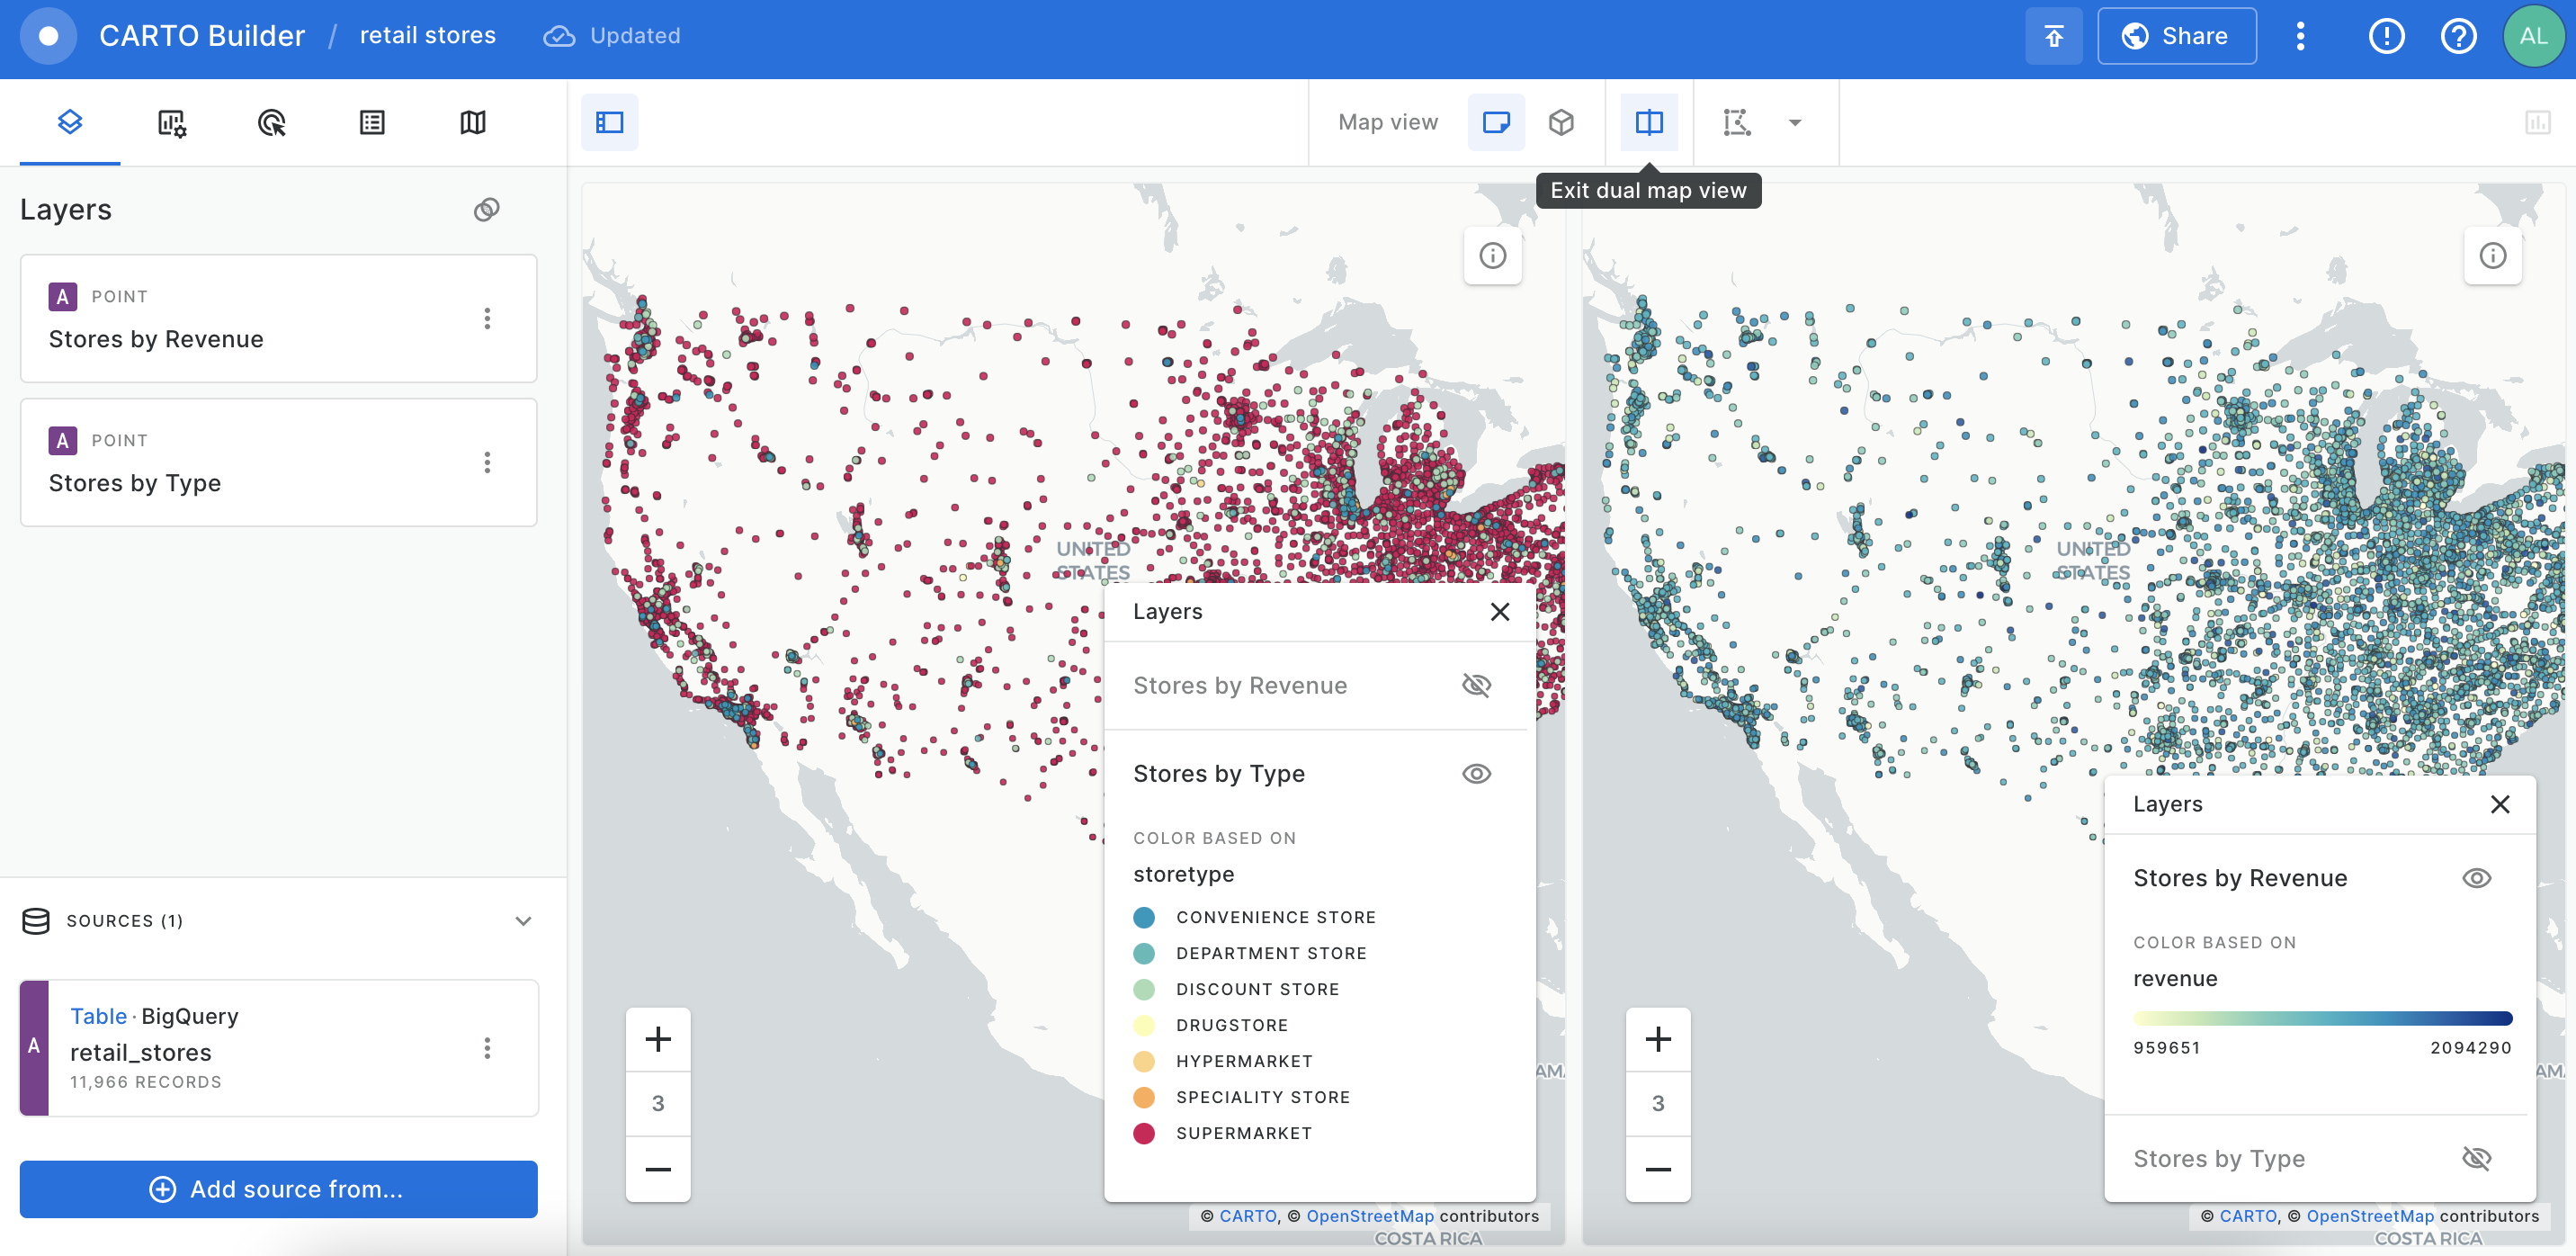 CARTO Builder / retail stores Updated
Share
AL
Map view
Exit dual map view
Layers
A POINT
Stores by Revenue
A POINT
Stores by Type
SOURCES (1)
A
Table · BigQuery
retail_stores
11,966 RECORDS
Add source from...
UNITED
STATES
Layers
Stores by Revenue
Stores by Type
COLOR BASED ON
storetype
CONVENIENCE STORE
DEPARTMENT STORE
DISCOUNT STORE
DRUGSTORE
HYPERMARKET
SPECIALITY STORE
SUPERMARKET
3
© CARTO, © OpenStreetMap contributors
COSTA RICA
UNITED
STATES
Layers
Stores by Revenue
COLOR BASED ON
revenue
959651 2094290
Stores by Type
3
© CARTO, © OpenStreetMap contributors
COSTA RICA